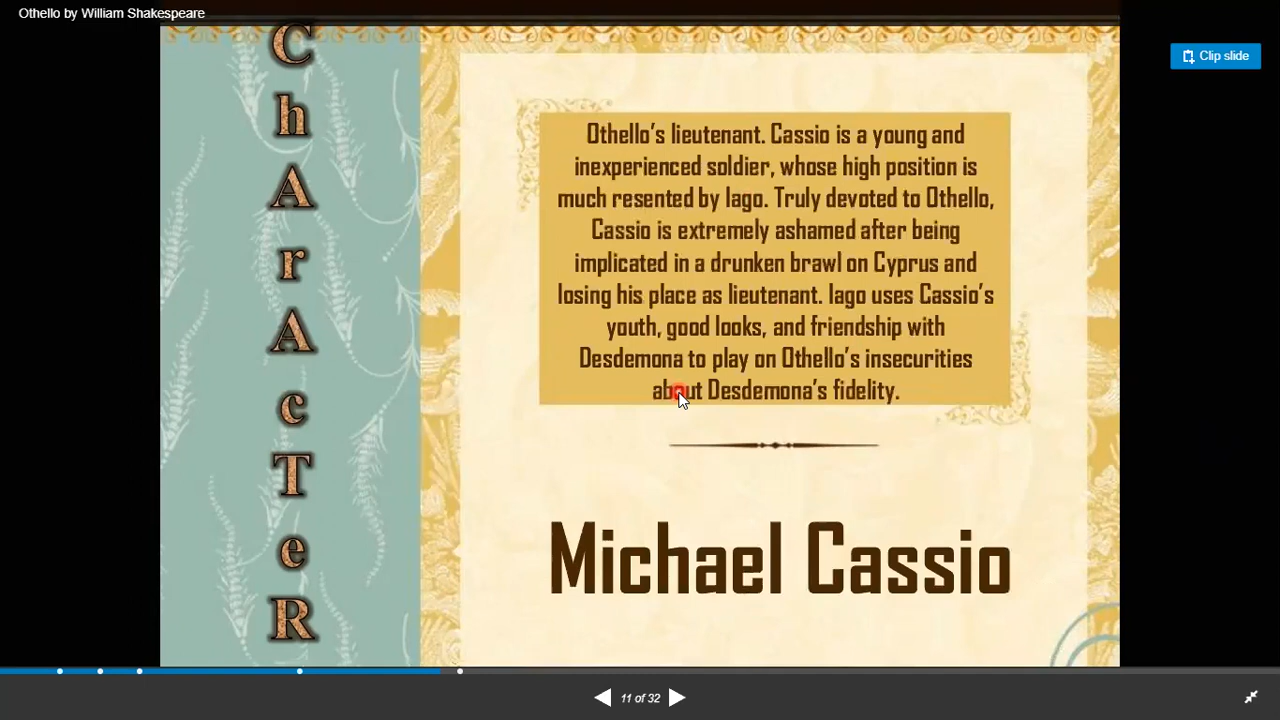 Othello by William Shakespeare
Clip slide
ChArAcTeR
Othello's lieutenant. Cassio is a young and
inexperienced soldier, whose high position is
much resented by Iago. Truly devoted to Othello,
Cassio is extremely ashamed after being
implicated in a drunken brawl on Cyprus and
losing his place as lieutenant. Iago uses Cassio's
youth, good looks, and friendship with
Desdemona to play on Othello's insecurities
about Desdemona's fidelity.
Michael Cassio
11 of 32